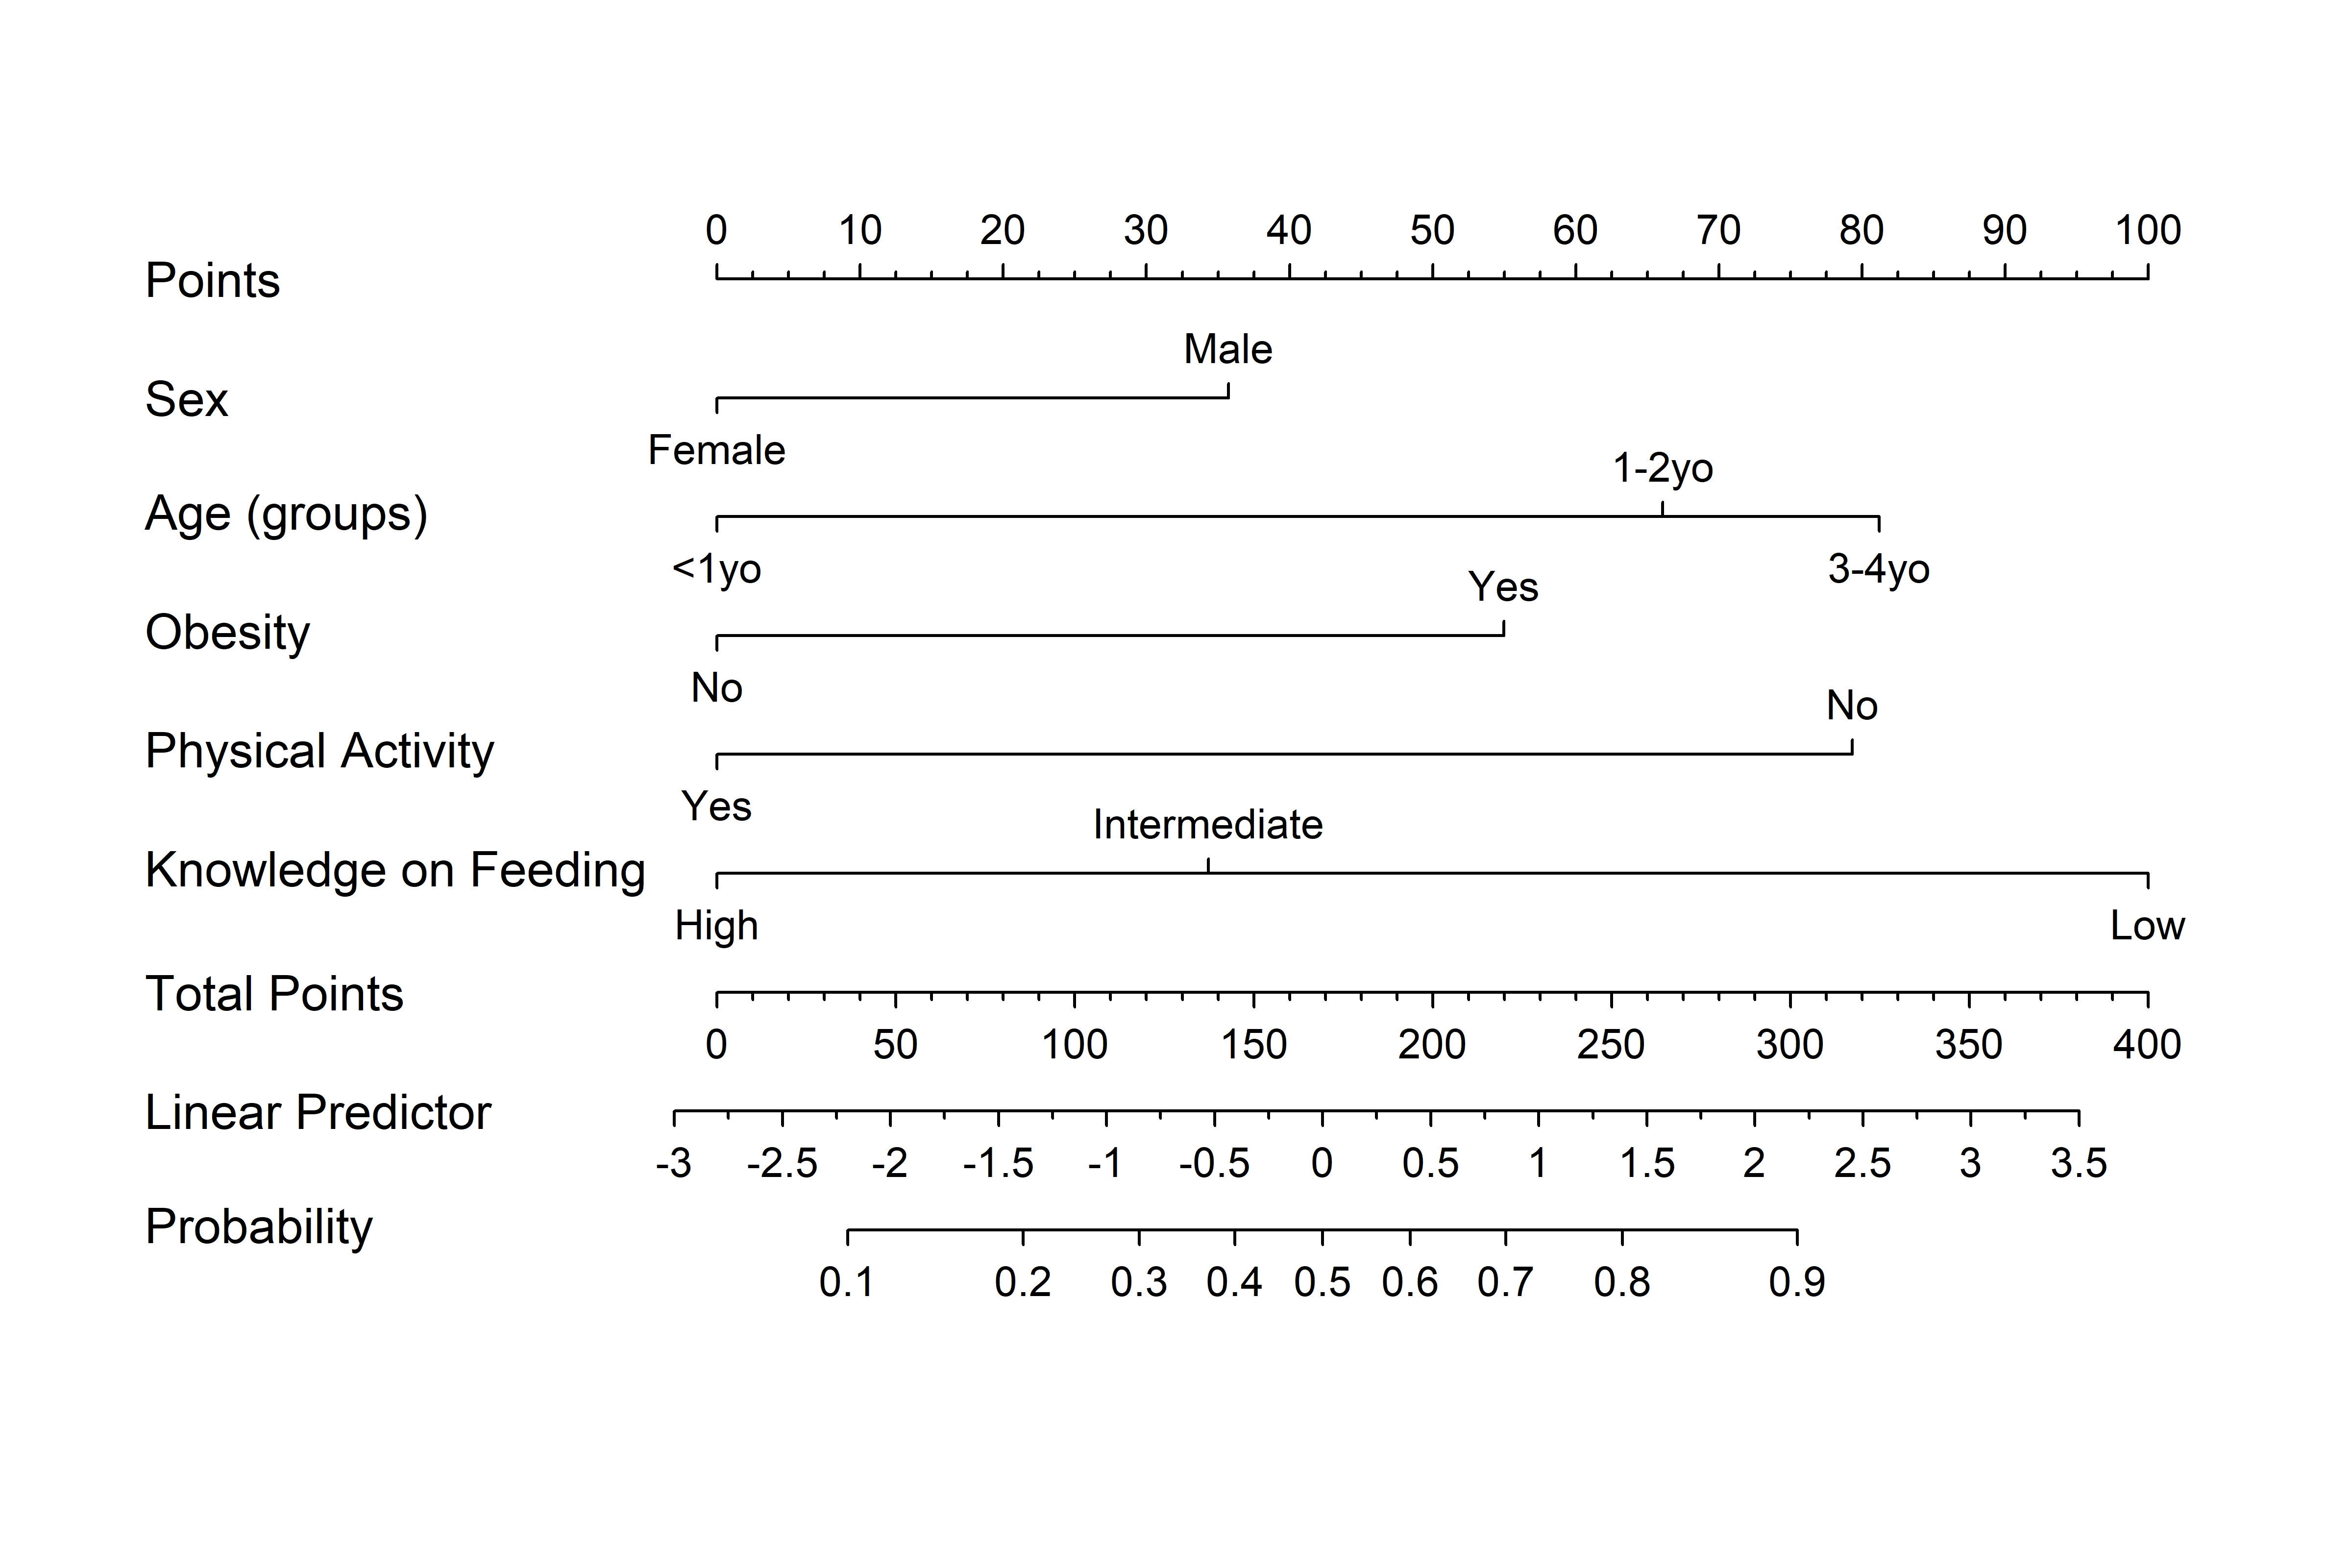 0 10 20 30 40 50 60 70 80 90 100
Points
Male
Sex
Female
1-2yo
Age (groups)
<1yo 3-4yo
Yes
Obesity
No
No
Physical Activity
Yes
Intermediate
Knowledge on Feeding
High Low
Total Points
0 50 100 150 200 250 300 350 400
Linear Predictor
-3 -2.5 -2 -1.5 -1 -0.5 0 0.5 1 1.5 2 2.5 3 3.5
Probability
0.1 0.2 0.3 0.4 0.5 0.6 0.7 0.8 0.9